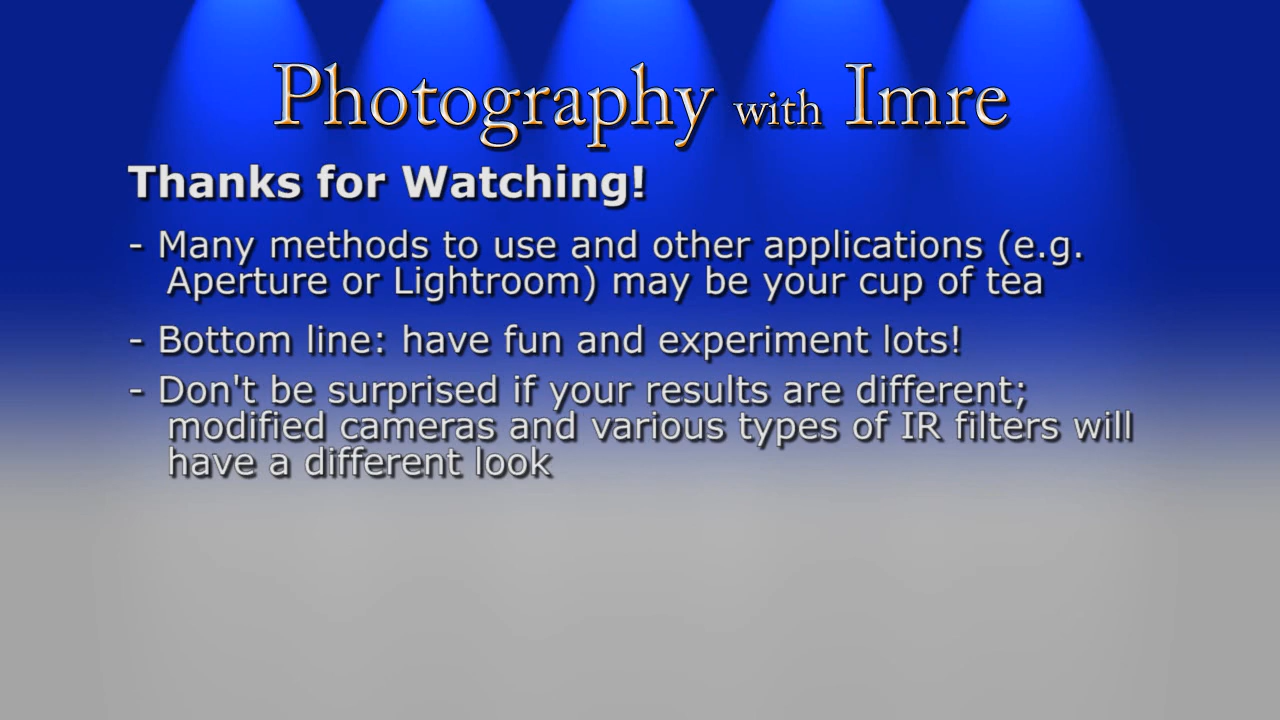 Photography with Imre
Thanks for Watching!
- Many methods to use and other applications (e.g.
Aperture or Lightroom) may be your cup of tea
- Bottom line: have fun and experiment lots!
- Don't be surprised if your results are different;
modified cameras and various types of IR filters will
have a different look